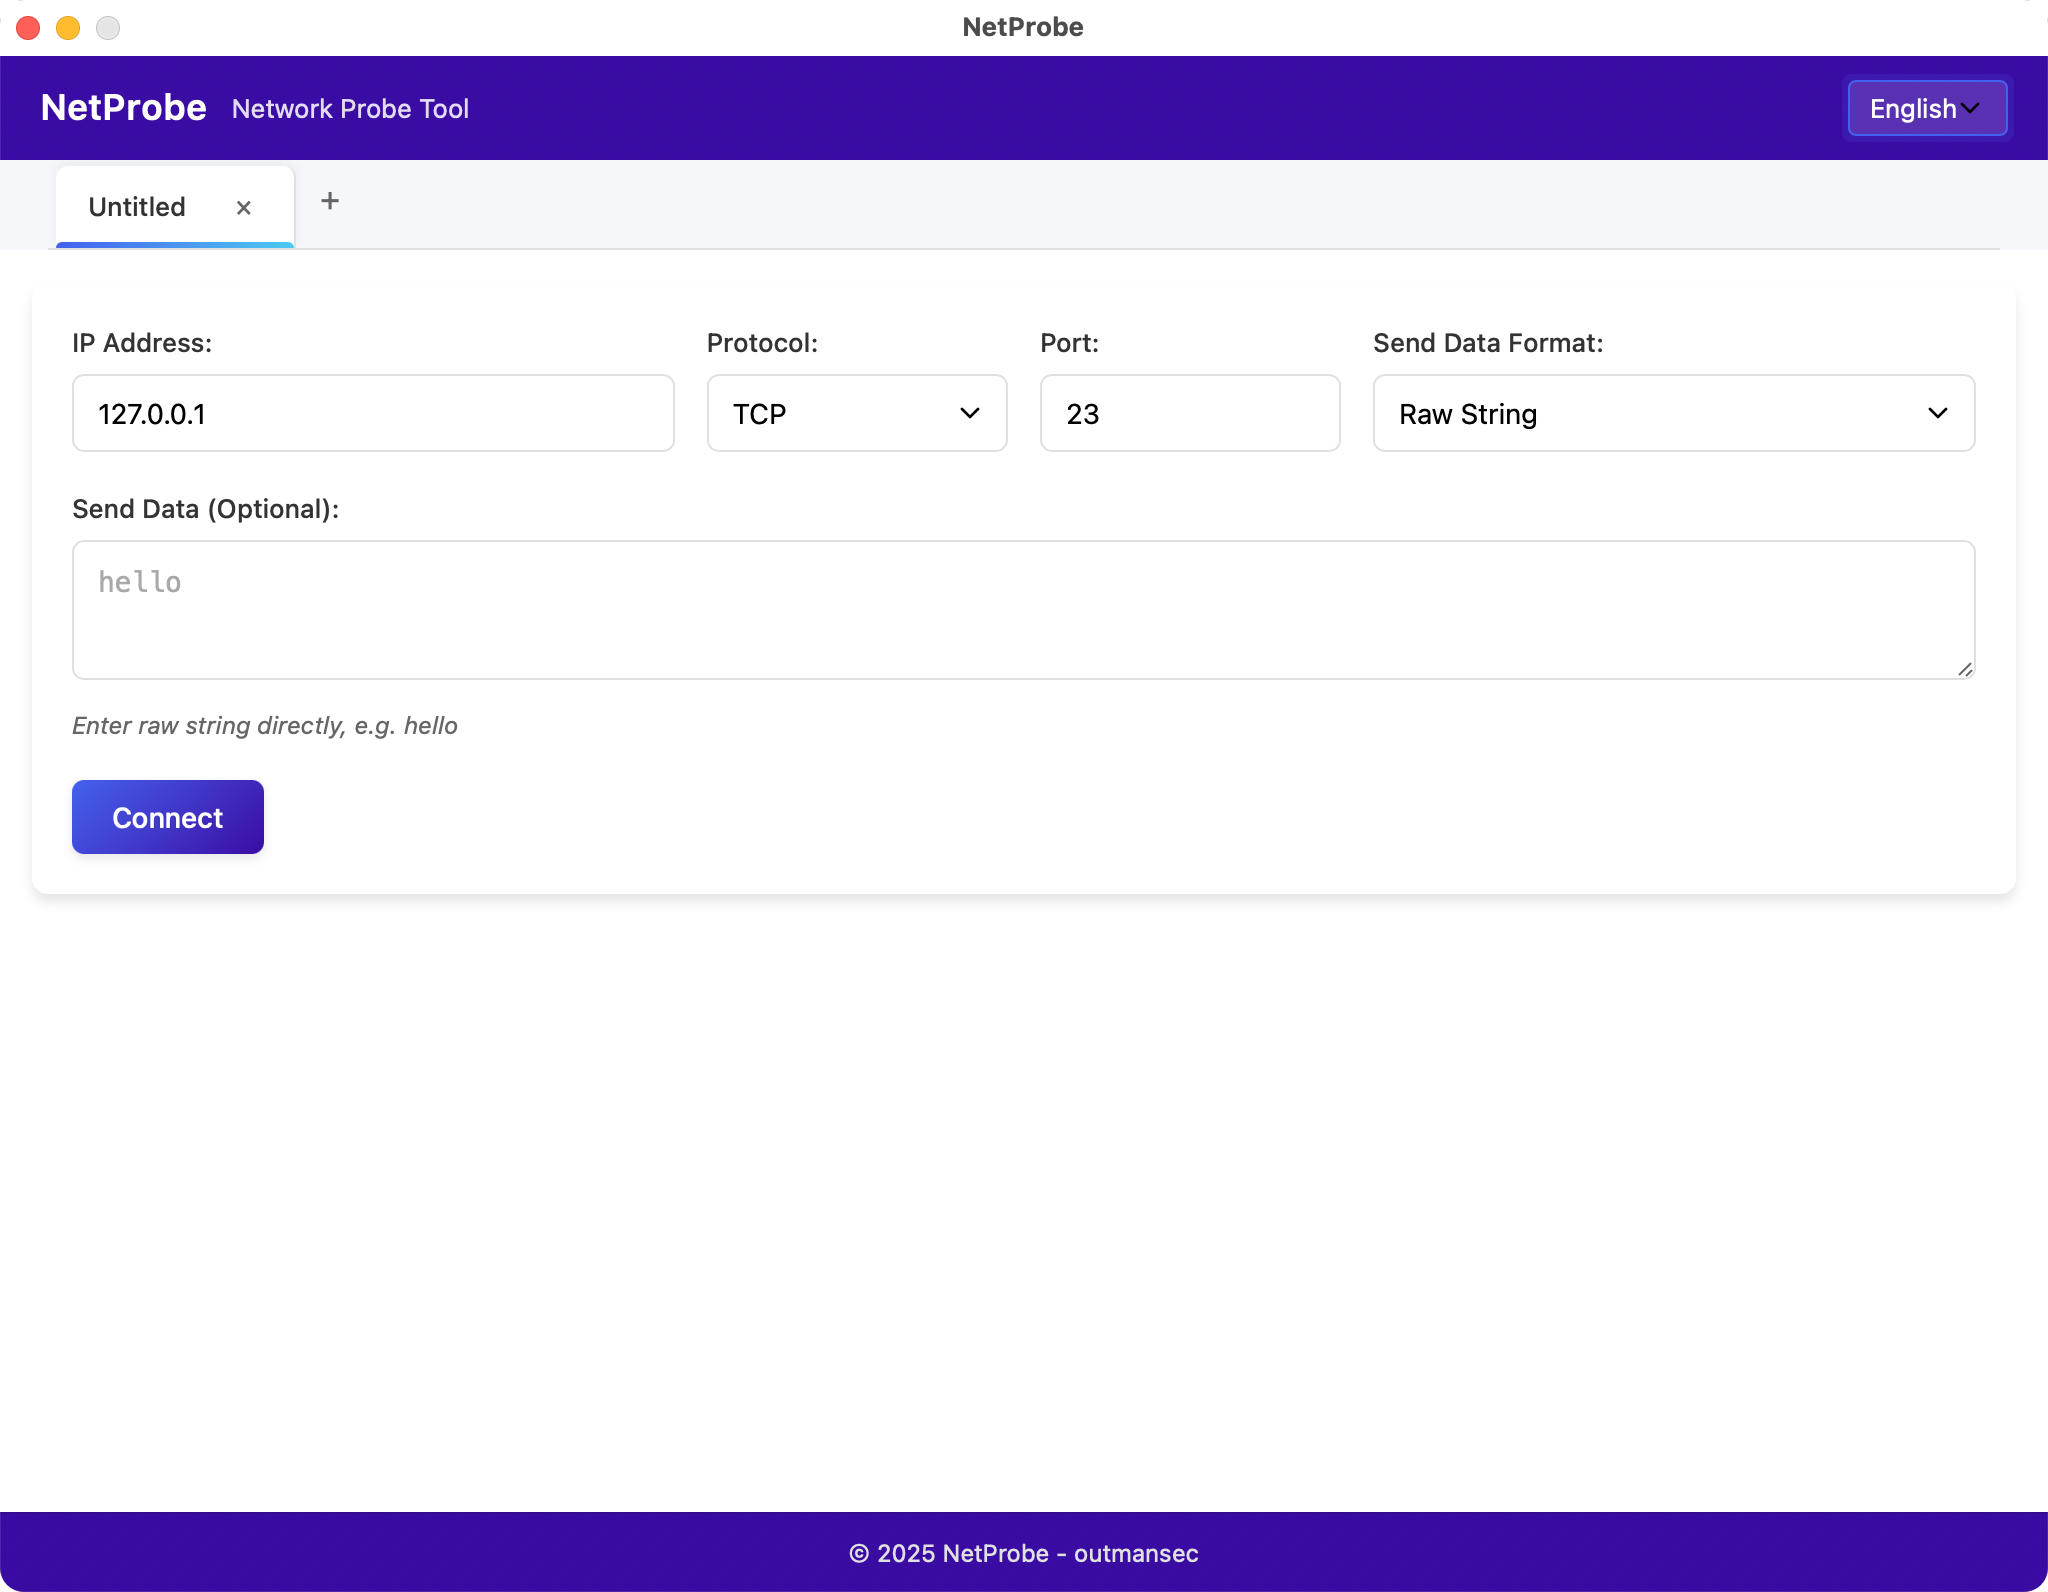 NetProbe
NetProbe Network Probe Tool English
Untitled × +
IP Address: Protocol: Port: Send Data Format:
127.0.0.1 TCP 23 Raw String
Send Data (Optional):
hello
Enter raw string directly, e.g. hello
Connect
© 2025 NetProbe - outmansec